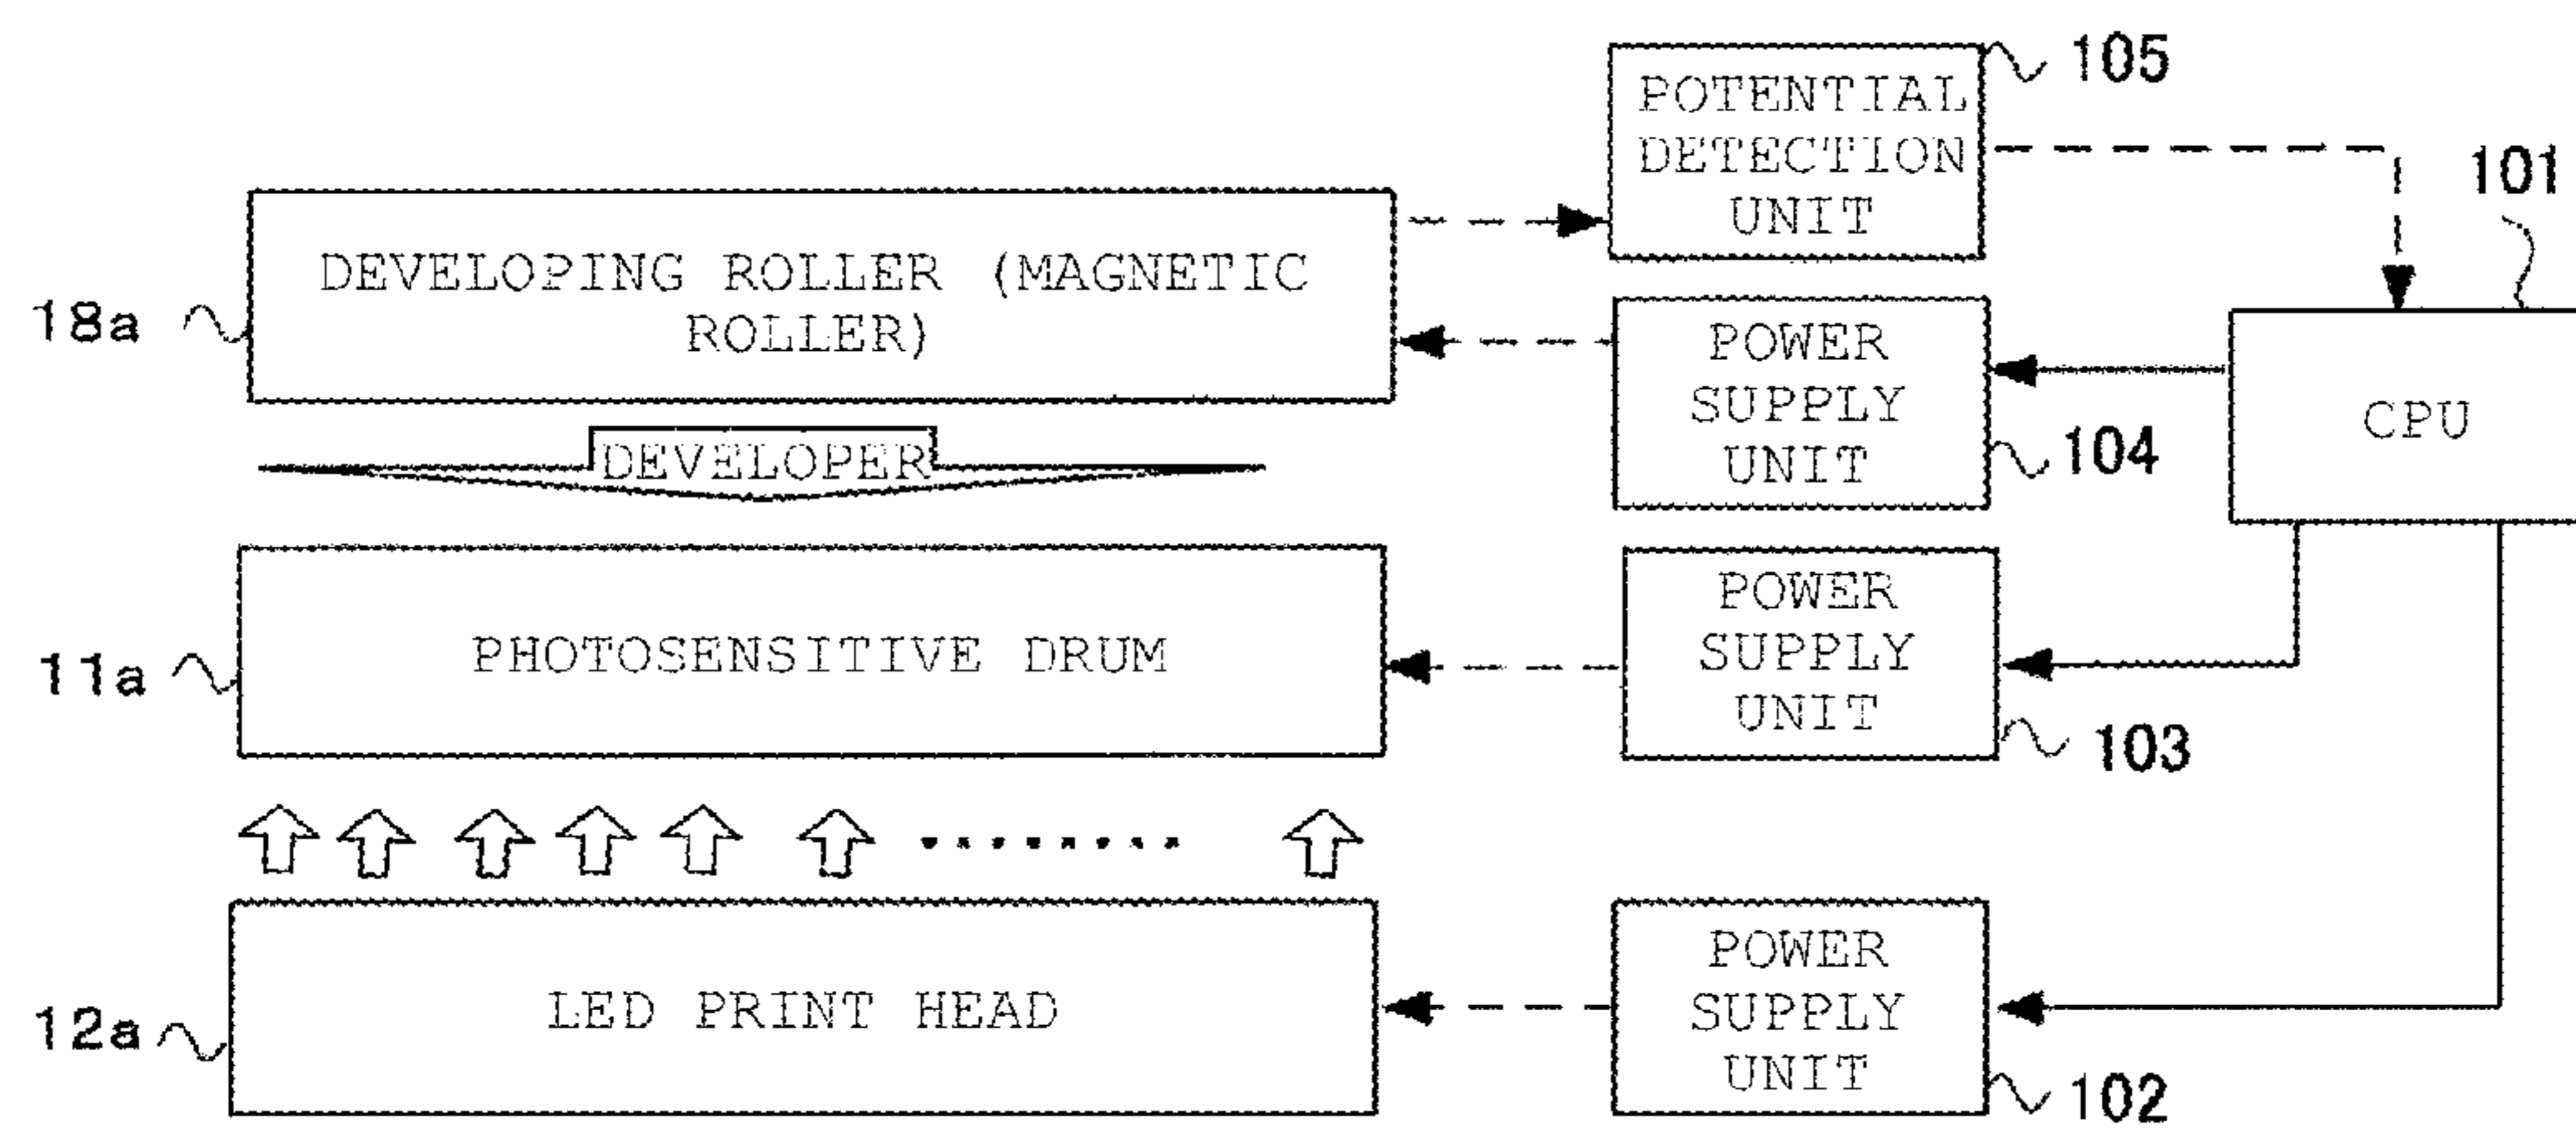 105
POTENTIAL
DETECTION
UNIT
101
DEVELOPING ROLLER (MAGNETIC
ROLLER)
18a
POWER
SUPPLY
UNIT
104
CPU
DEVELOPER
PHOTOSENSITIVE DRUM
11a
POWER
SUPPLY
UNIT
103
LED PRINT HEAD
12a
POWER
SUPPLY
UNIT
102